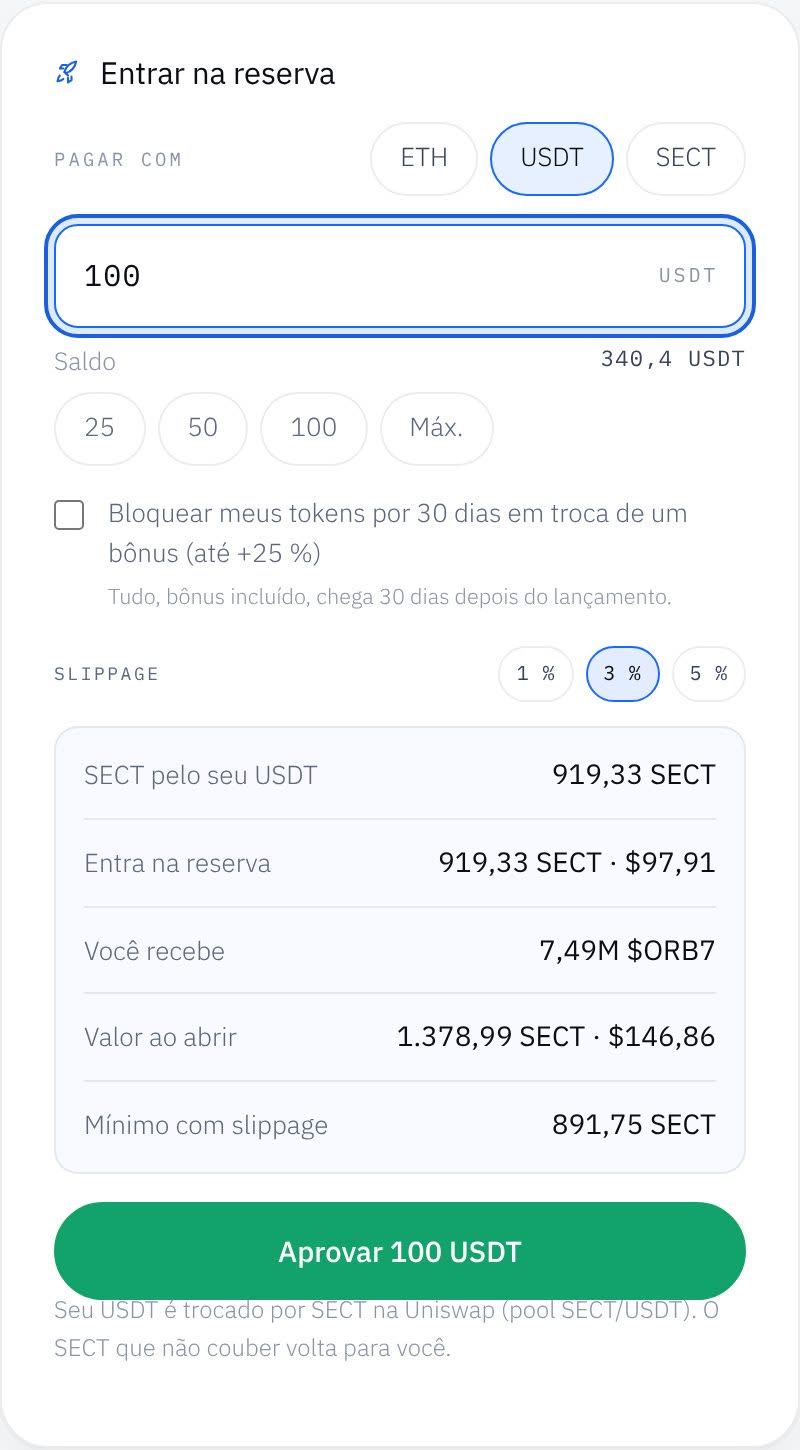 Entrar na reserva
PAGAR COM
ETH
USDT
SECT
100
USDT
Saldo
340,4 USDT
25
50
100
Máx.
Bloquear meus tokens por 30 dias em troca de um
bônus (até +25 %)
Tudo, bônus incluído, chega 30 dias depois do lançamento.
SLIPPAGE
1 %
3 %
5 %
SECT pelo seu USDT
919,33 SECT
Entra na reserva
919,33 SECT · $97,91
Você recebe
7,49M $ORB7
Valor ao abrir
1.378,99 SECT · $146,86
Mínimo com slippage
891,75 SECT
Aprovar 100 USDT
Seu USDT é trocado por SECT na Uniswap (pool SECT/USDT). O
SECT que não couber volta para você.